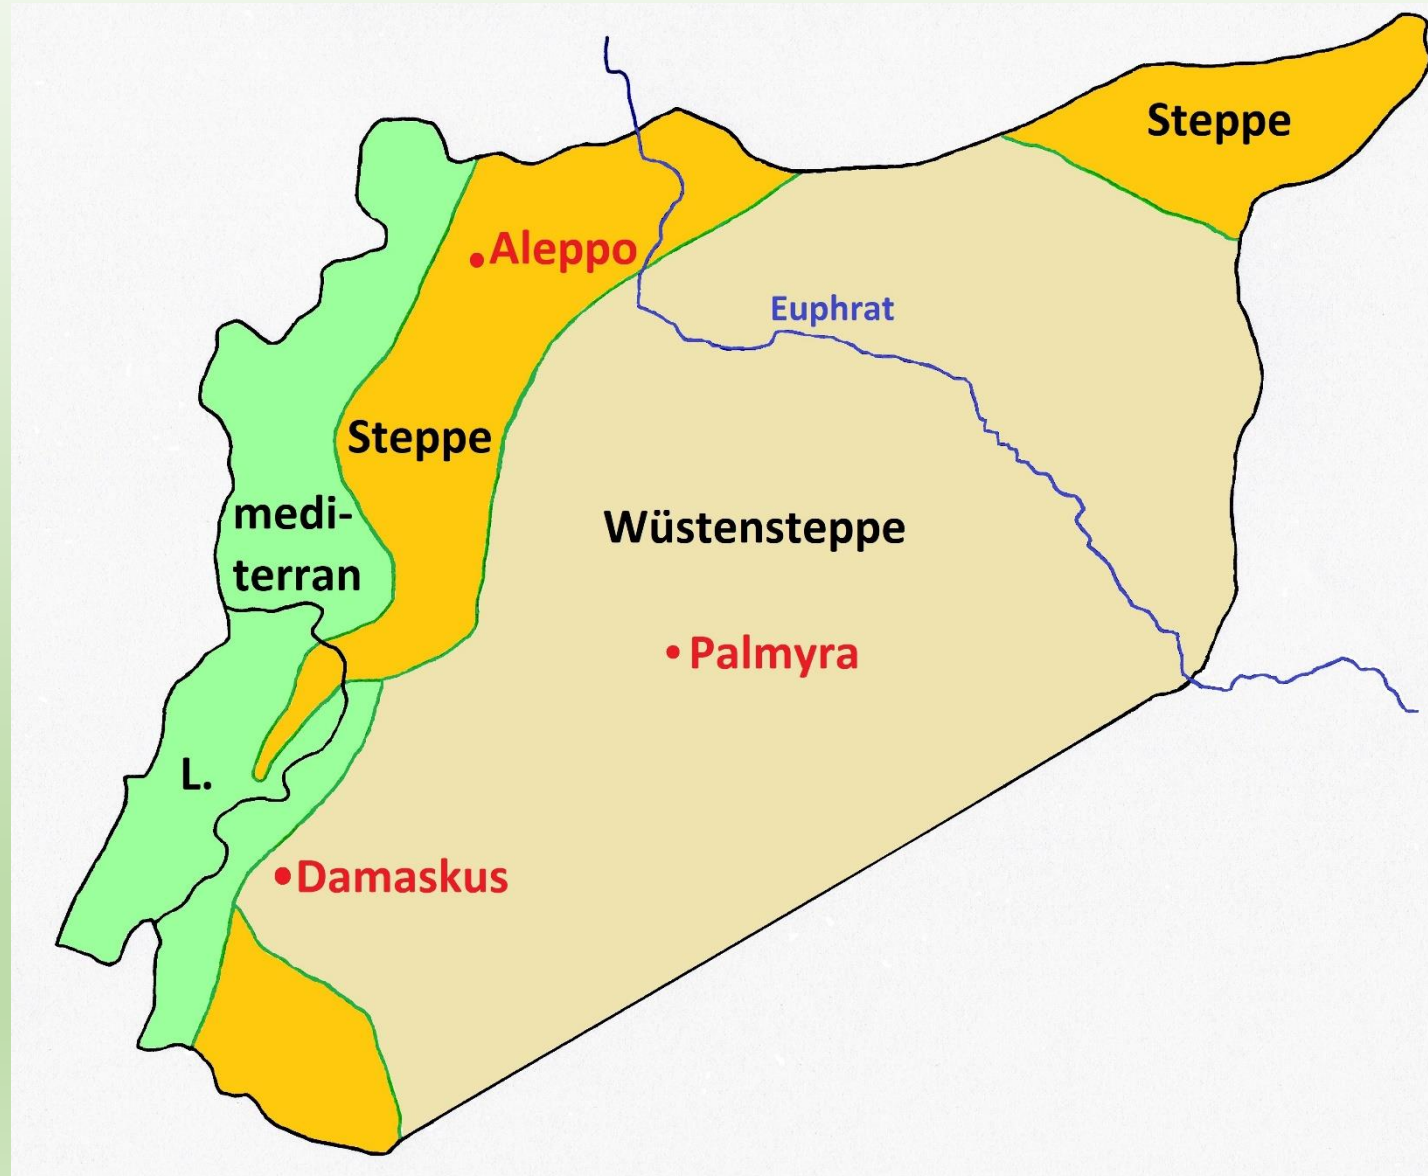 Steppe
Aleppo
Euphrat
Steppe
medi-
terran
Wüstensteppe
Palmyra
L.
Damaskus